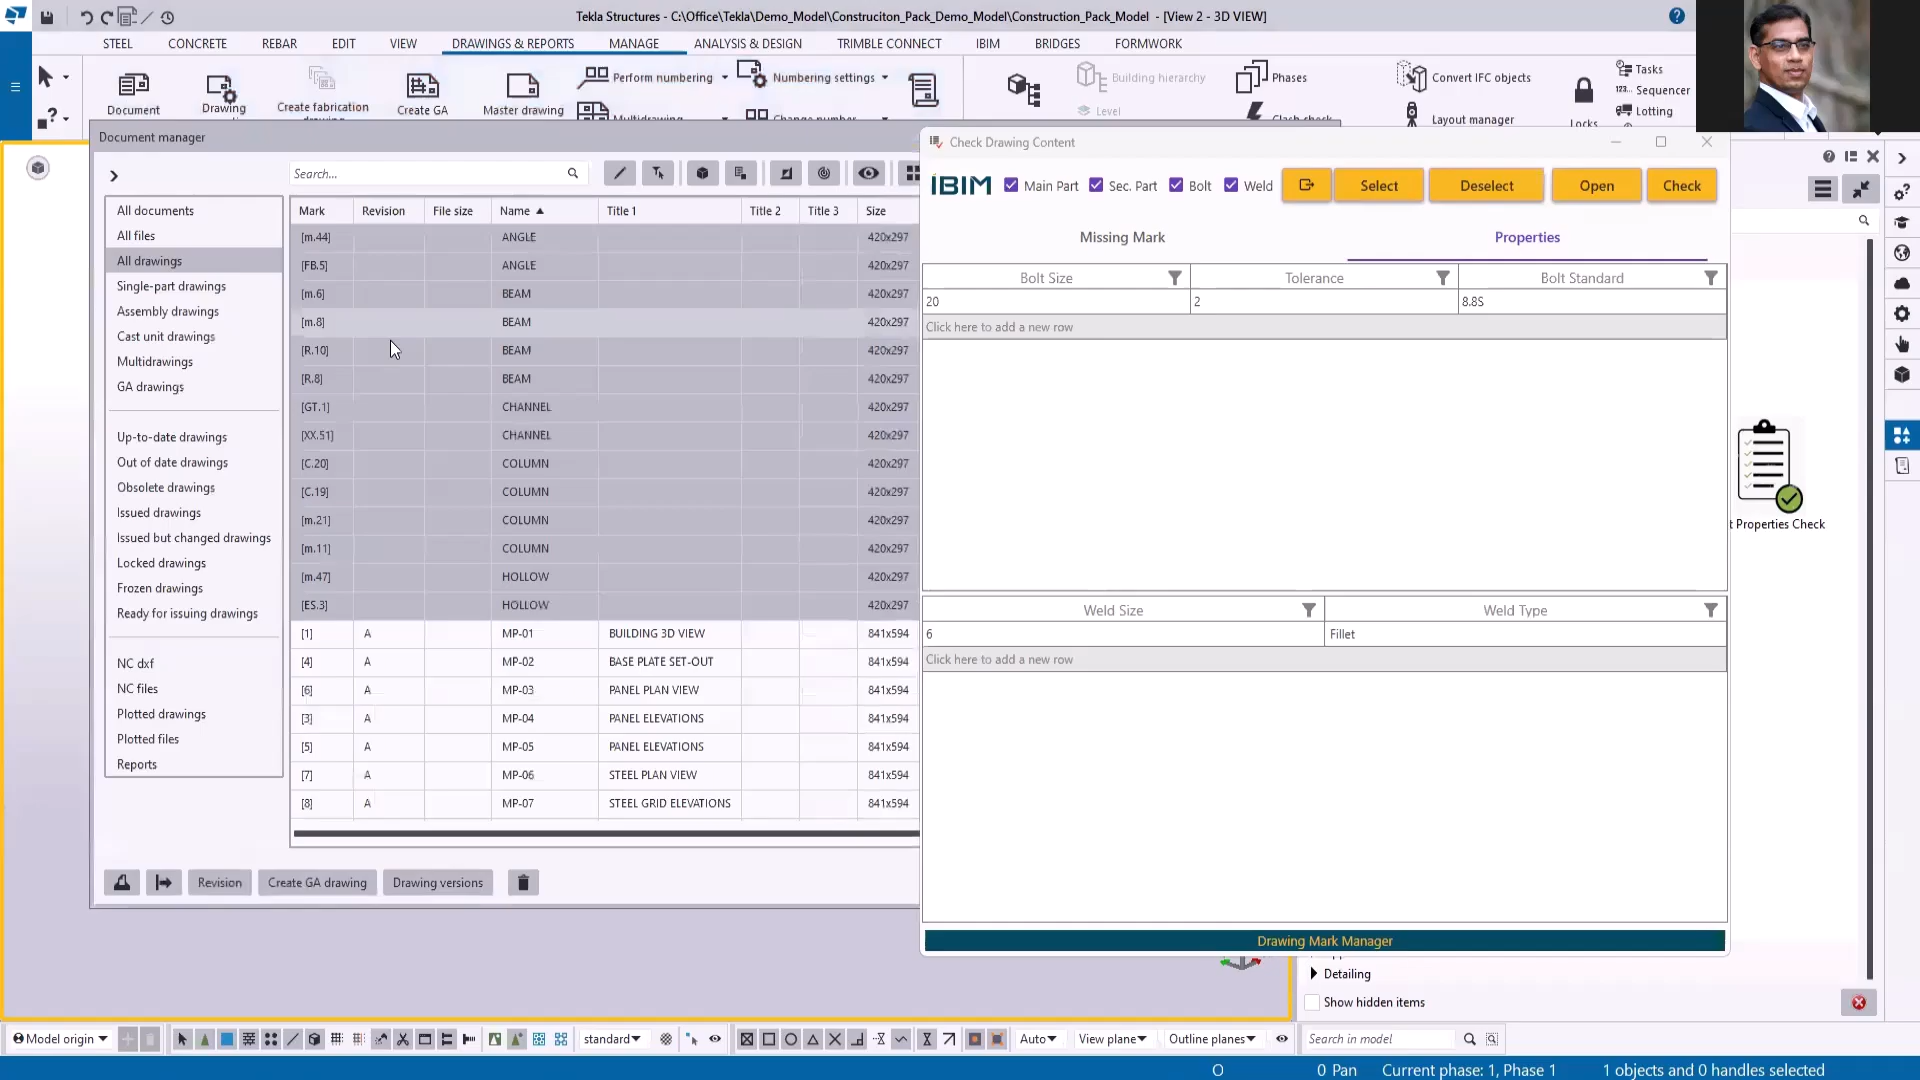 Tekla Structures - C:\Office\Tekla\Demo_Model\Construciton_Pack_Demo_Model\Construction_Pack_Model - [View 2 - 3D VIEW]
STEEL CONCRETE REBAR EDIT VIEW DRAWINGS & REPORTS MANAGE ANALYSIS & DESIGN TRIMBLE CONNECT IBIM BRIDGES FORMWORK
Document
Drawing
Create fabrication
Create GA
Master drawing
Perform numbering
Numbering settings
Change number
Building hierarchy
Level
Phases
Clash check
Convert IFC objects
Layout manager
Locks
Tasks
Sequencer
Lotting
Document manager
Search...
All documents
All files
All drawings
Single-part drawings
Assembly drawings
Cast unit drawings
Multidrawings
GA drawings
Up-to-date drawings
Out of date drawings
Obsolete drawings
Issued drawings
Issued but changed drawings
Locked drawings
Frozen drawings
Ready for issuing drawings
NC dxf
NC files
Plotted drawings
Plotted files
Reports
Mark Revision File size Name Title 1 Title 2 Title 3 Size
[m.44] ANGLE 420x297
[FB.5] ANGLE 420x297
[m.6] BEAM 420x297
[m.8] BEAM 420x297
[R.10] BEAM 420x297
[R.8] BEAM 420x297
[GT.1] CHANNEL 420x297
[XX.51] CHANNEL 420x297
[C.20] COLUMN 420x297
[C.19] COLUMN 420x297
[m.21] COLUMN 420x297
[m.11] COLUMN 420x297
[m.47] HOLLOW 420x297
[ES.3] HOLLOW 420x297
[1] A MP-01 BUILDING 3D VIEW 841x594
[4] A MP-02 BASE PLATE SET-OUT 841x594
[6] A MP-03 PANEL PLAN VIEW 841x594
[3] A MP-04 PANEL ELEVATIONS 841x594
[5] A MP-05 PANEL ELEVATIONS 841x594
[7] A MP-06 STEEL PLAN VIEW 841x594
[8] A MP-07 STEEL GRID ELEVATIONS 841x594
Revision Create GA drawing Drawing versions
Check Drawing Content
IBIM Main Part Sec. Part Bolt Weld Select Deselect Open Check
Missing Mark Properties
Bolt Size Tolerance Bolt Standard
20 2 8.8S
Click here to add a new row
Weld Size Weld Type
6 Fillet
Click here to add a new row
Drawing Mark Manager
t Properties Check
Detailing
Show hidden items
Model origin standard Auto View plane Outline planes Search in model
O 0 Pan Current phase: 1, Phase 1 1 objects and 0 handles selected